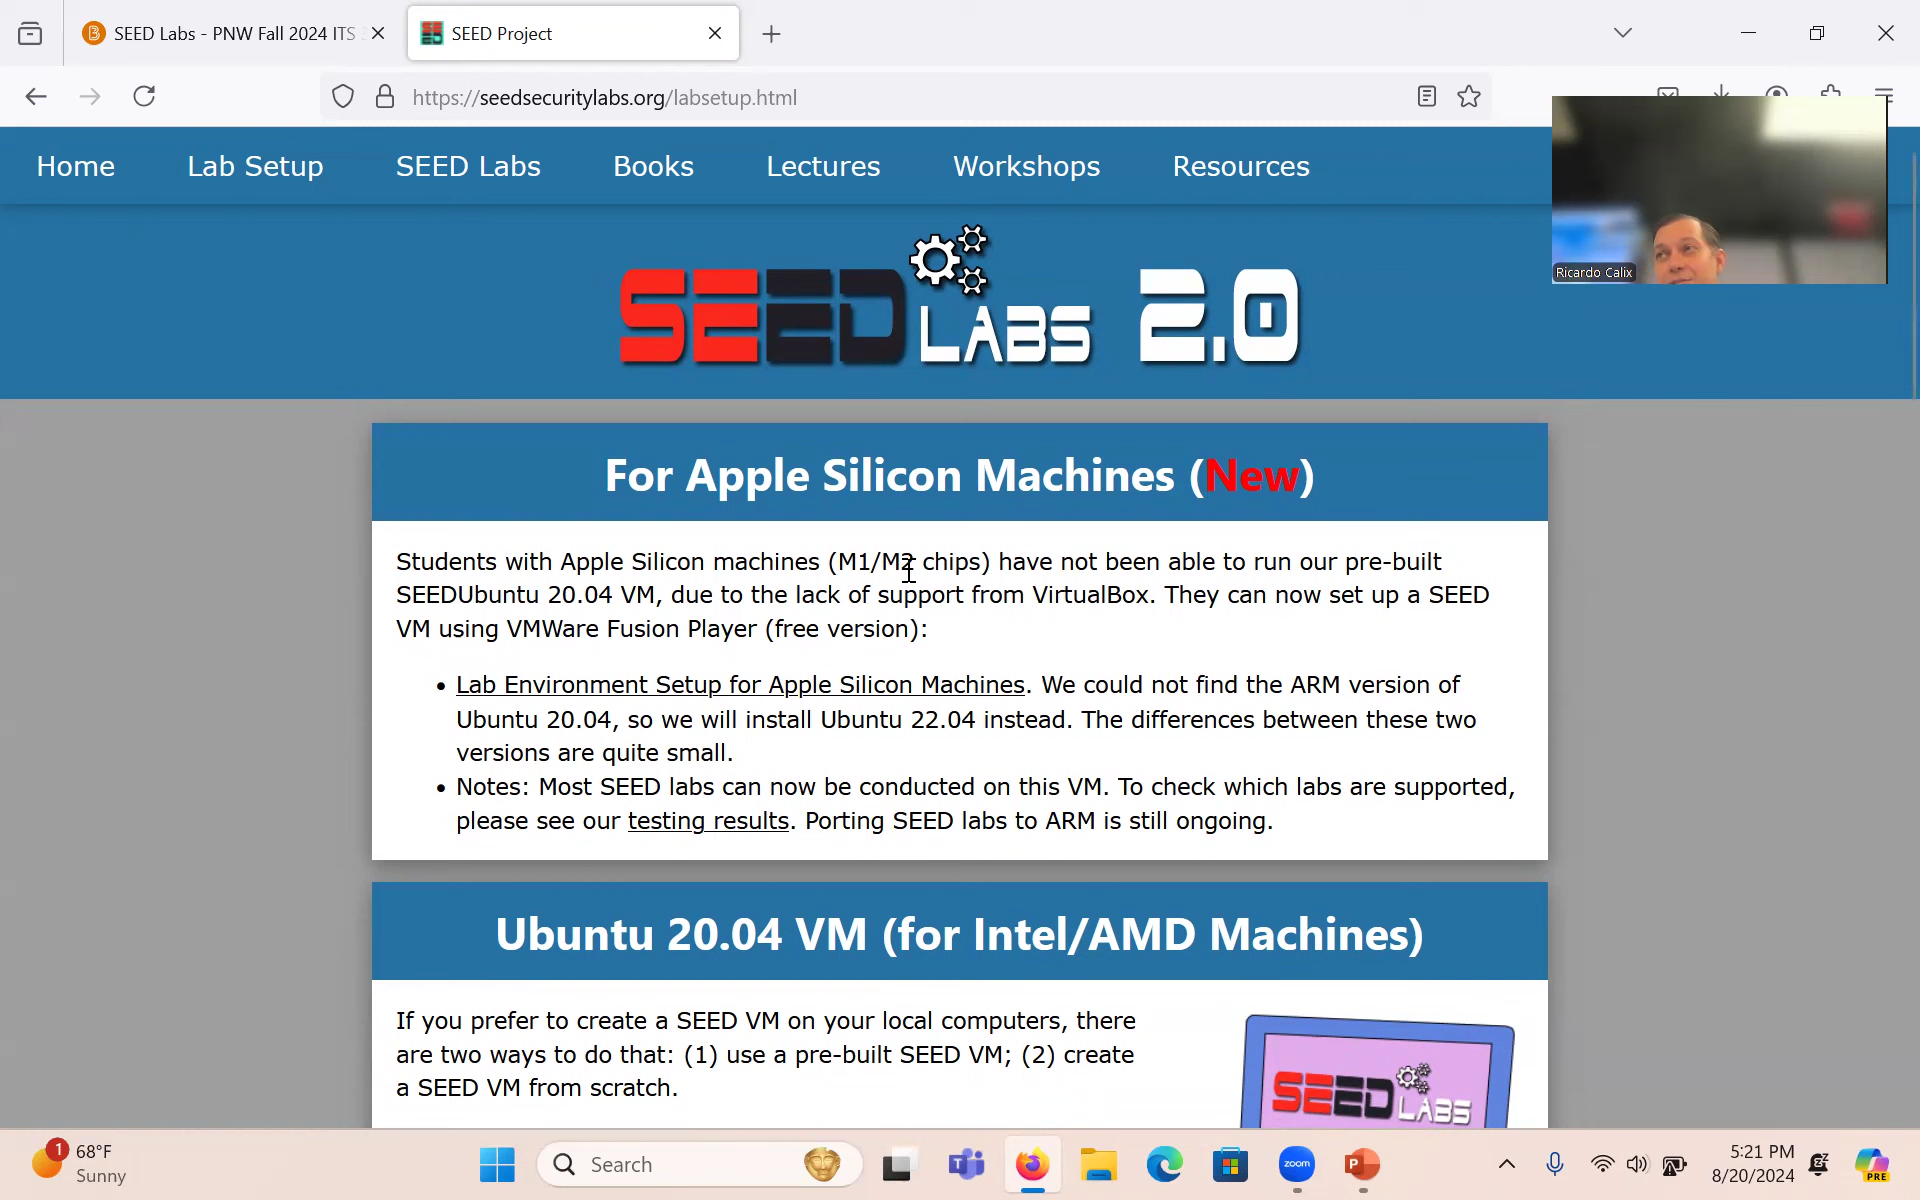 SEED Labs - PNW Fall 2024 ITS
SEED Project
https://seedsecuritylabs.org/labsetup.html
Home
Lab Setup
SEED Labs
Books
Lectures
Workshops
Resources
Ricardo Calix
SEED LABS 2.0
For Apple Silicon Machines (New)
Students with Apple Silicon machines (M1/M2 chips) have not been able to run our pre-built
SEEDUbuntu 20.04 VM, due to the lack of support from VirtualBox. They can now set up a SEED
VM using VMWare Fusion Player (free version):
• Lab Environment Setup for Apple Silicon Machines. We could not find the ARM version of
Ubuntu 20.04, so we will install Ubuntu 22.04 instead. The differences between these two
versions are quite small.
• Notes: Most SEED labs can now be conducted on this VM. To check which labs are supported,
please see our testing results. Porting SEED labs to ARM is still ongoing.
Ubuntu 20.04 VM (for Intel/AMD Machines)
If you prefer to create a SEED VM on your local computers, there
are two ways to do that: (1) use a pre-built SEED VM; (2) create
a SEED VM from scratch.
SEED LABS
1
68°F
Sunny
Search
zoom
5:21 PM
8/20/2024
PRE